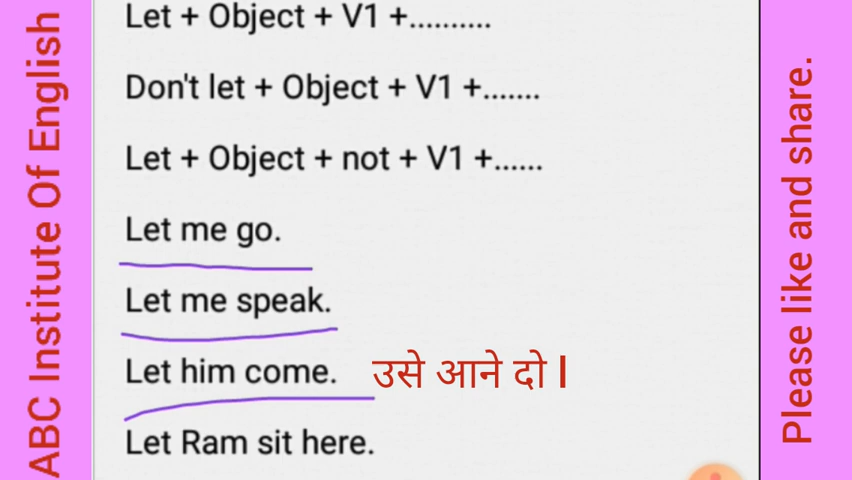 ABC Institute Of English
Let + Object + V1 +..........
Don't let + Object + V1 +.......
Let + Object + not + V1 +......
Let me go.
Let me speak.
Let him come. उसे आने दो l
Let Ram sit here.
Please like and share.